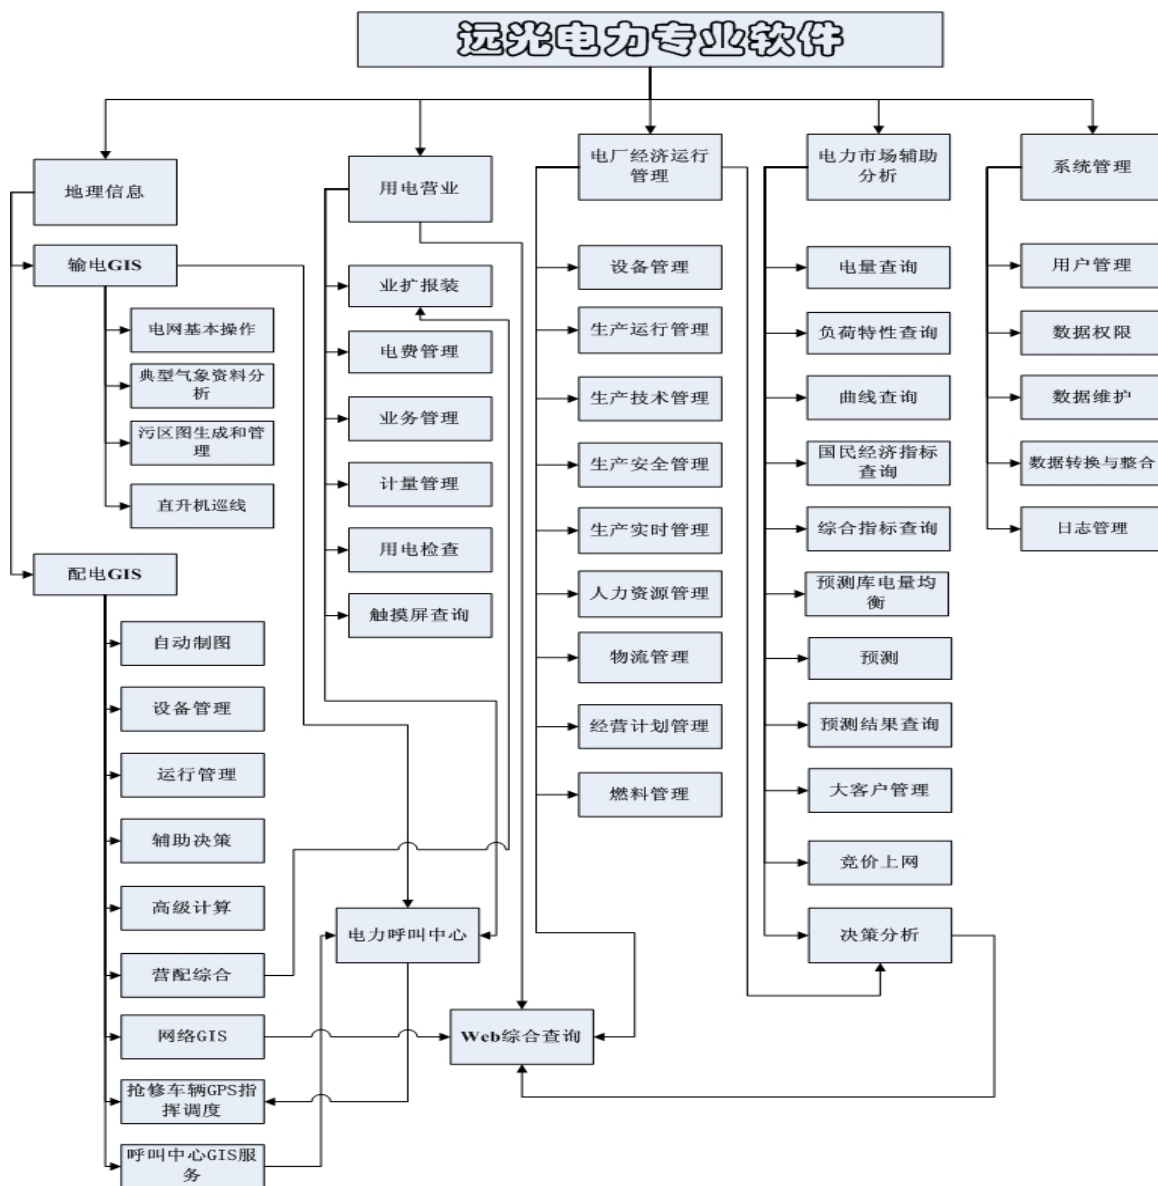 远光电力专业软件
地理信息
输电GIS
电网基本操作
典型气象资料分
析
污区图生成和管
理
直升机巡线
配电GIS
自动制图
设备管理
运行管理
辅助决策
高级计算
营配综合
网络GIS
抢修车辆GPS指
挥调度
呼叫中心GIS服
务
用电营业
业扩报装
电费管理
业务管理
计量管理
用电检查
触摸屏查询
电力呼叫中心
Web综合查询
电厂经济运行
管理
设备管理
生产运行管理
生产技术管理
生产安全管理
生产实时管理
人力资源管理
物流管理
经营计划管理
燃料管理
电力市场辅助
分析
电量查询
负荷特性查询
曲线查询
国民经济指标
查询
综合指标查询
预测库电量均
衡
预测
预测结果查询
大客户管理
竞价上网
决策分析
系统管理
用户管理
数据权限
数据维护
数据转换与整合
日志管理